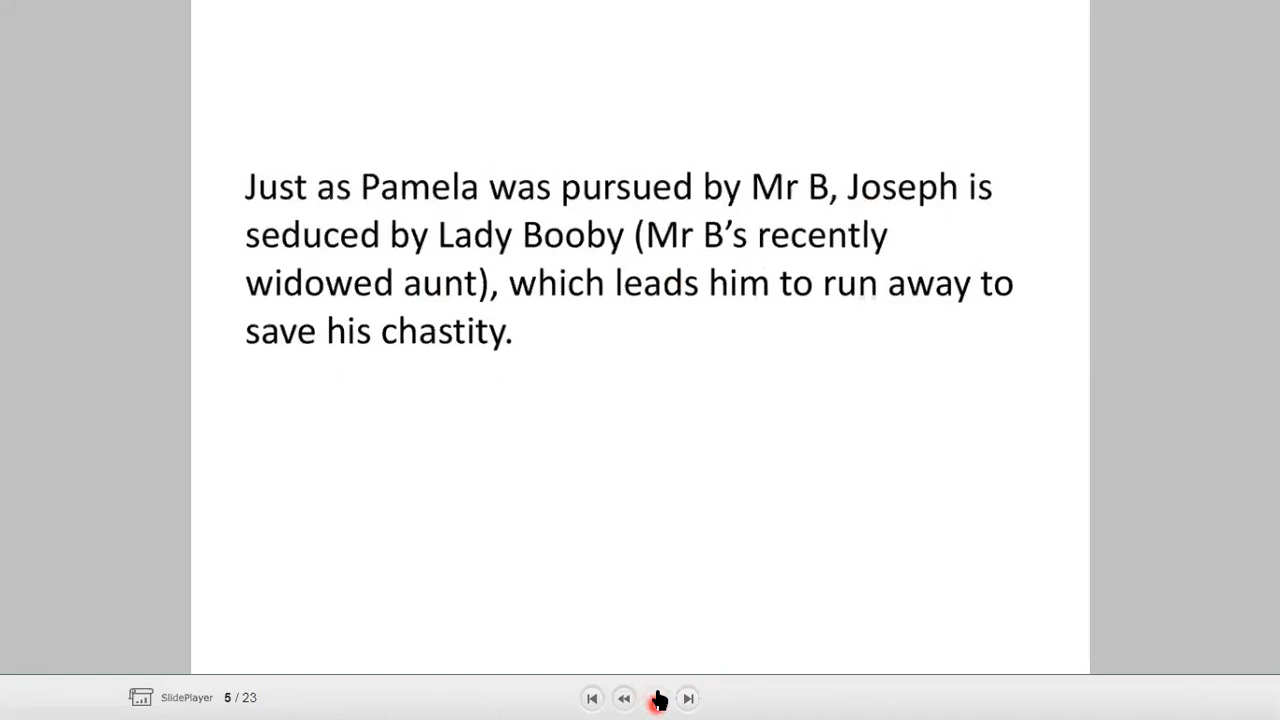 Just as Pamela was pursued by Mr B, Joseph is
seduced by Lady Booby (Mr B’s recently
widowed aunt), which leads him to run away to
save his chastity.
SlidePlayer 5 / 23